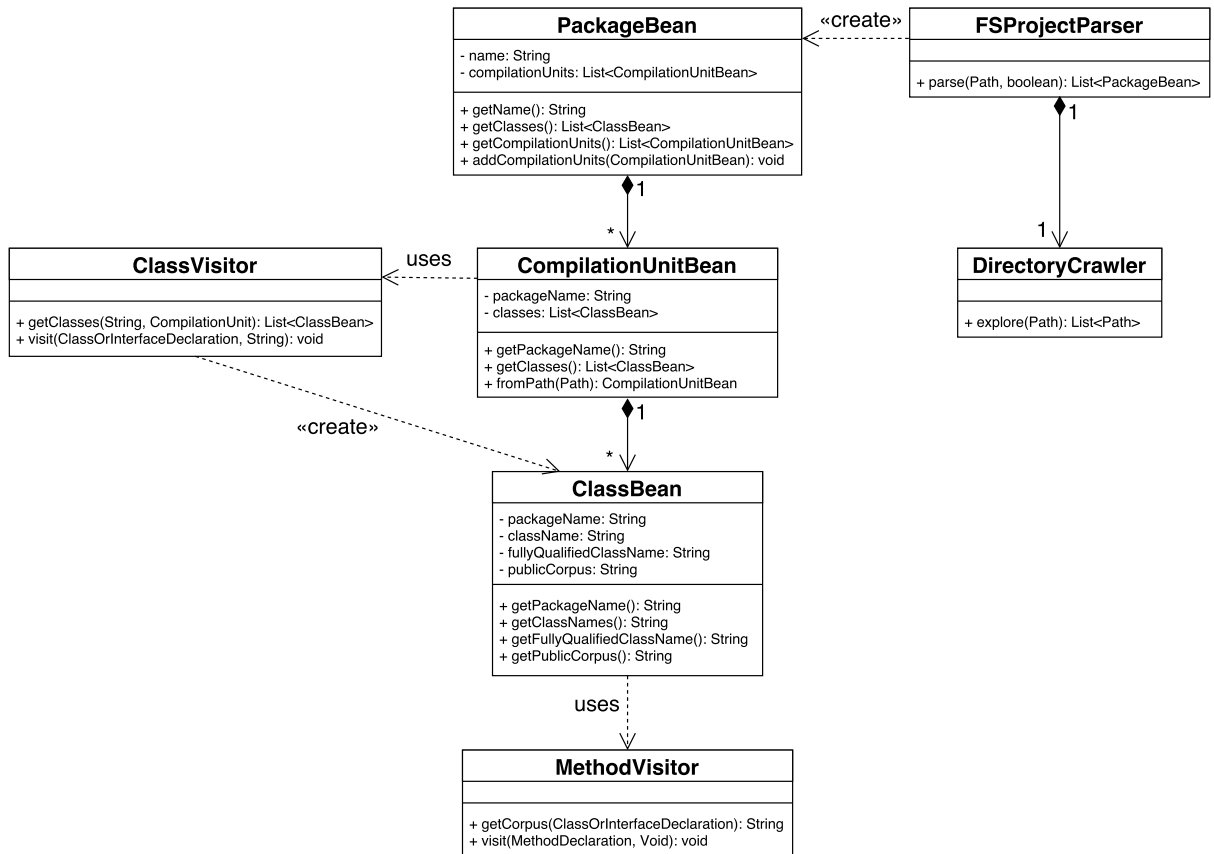 PackageBean
- name: String
- compilationUnits: List<CompilationUnitBean>
+ getName(): String
+ getClasses(): List<ClassBean>
+ getCompilationUnits(): List<CompilationUnitBean>
+ addCompilationUnits(CompilationUnitBean): void
«create»
FSProjectParser
+ parse(Path, boolean): List<PackageBean>
1
1
*
1
ClassVisitor
+ getClasses(String, CompilationUnit): List<ClassBean>
+ visit(ClassOrInterfaceDeclaration, String): void
uses
CompilationUnitBean
- packageName: String
- classes: List<ClassBean>
+ getPackageName(): String
+ getClasses(): List<ClassBean>
+ fromPath(Path): CompilationUnitBean
DirectoryCrawler
+ explore(Path): List<Path>
«create»
1
*
ClassBean
- packageName: String
- className: String
- fullyQualifiedClassName: String
- publicCorpus: String
+ getPackageName(): String
+ getClassNames(): String
+ getFullyQualifiedClassName(): String
+ getPublicCorpus(): String
uses
MethodVisitor
+ getCorpus(ClassOrInterfaceDeclaration): String
+ visit(MethodDeclaration, Void): void